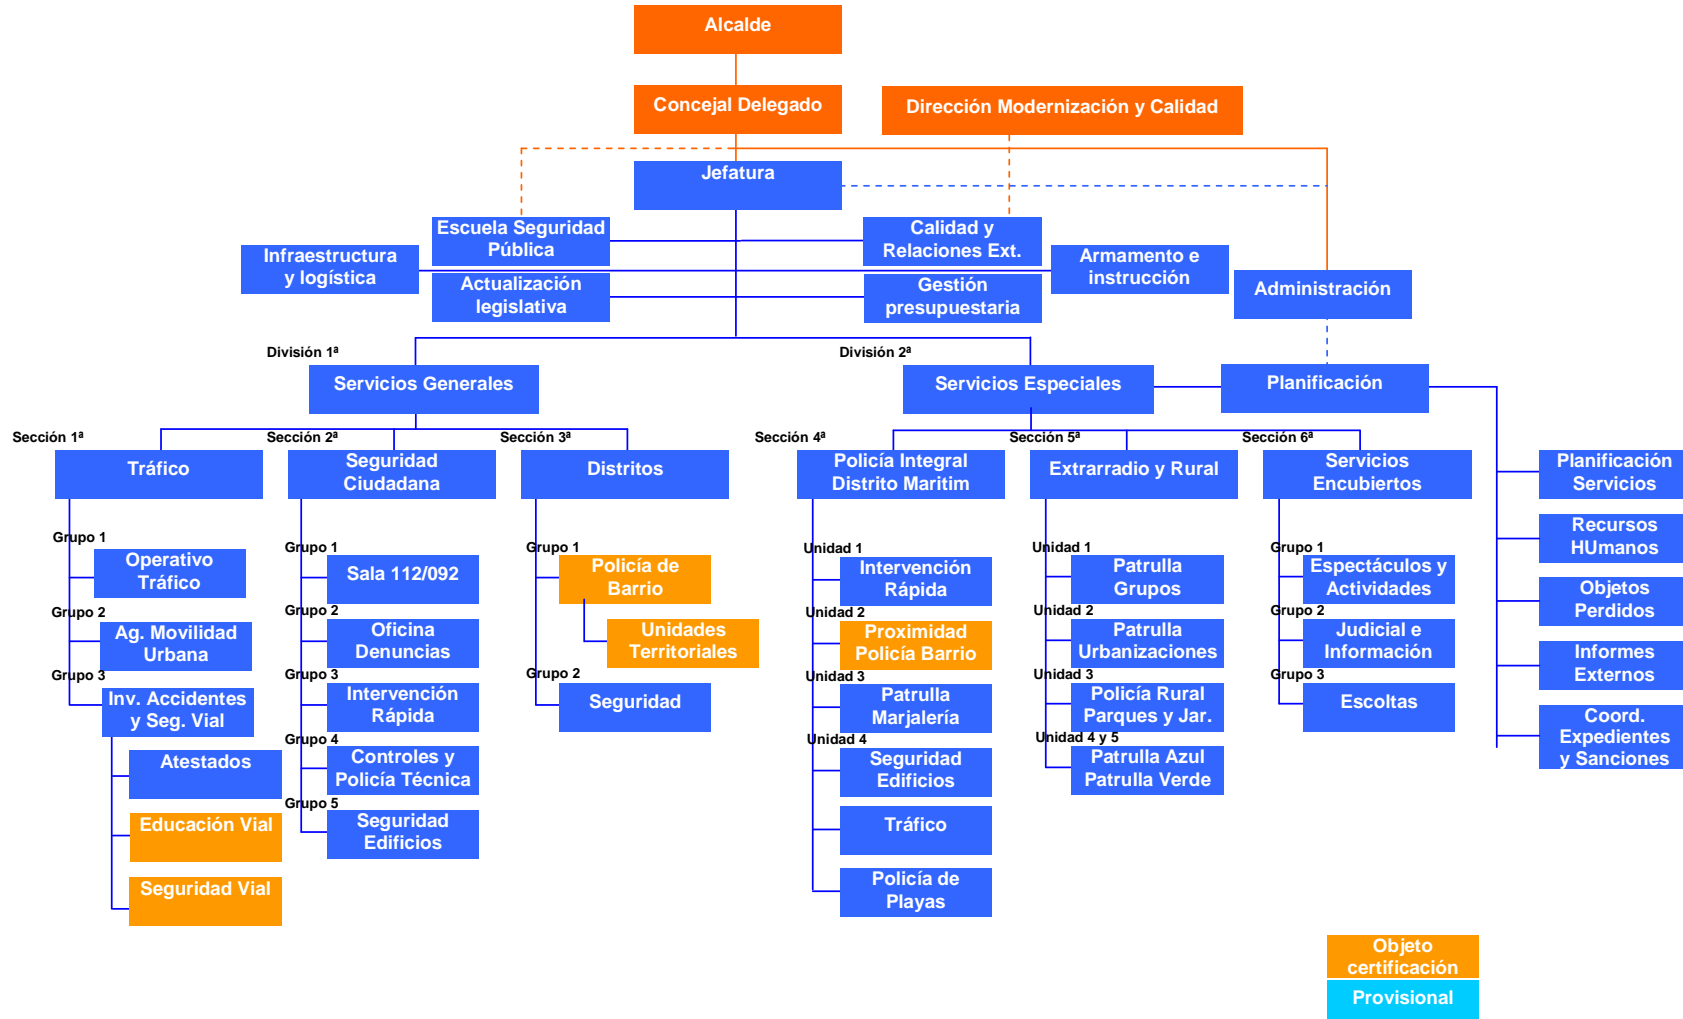 Alcalde
Concejal Delegado
Dirección Modernización y Calidad
Jefatura
Escuela Seguridad
Pública
Calidad y
Relaciones Ext.
Infraestructura
y logística
Armamento e
instrucción
Actualización
legislativa
Gestión
presupuestaria
Administración
División 1ª
División 2ª
Servicios Generales
Servicios Especiales
Planificación
Sección 1ª
Sección 2ª
Sección 3ª
Sección 4ª
Sección 5ª
Sección 6ª
Tráfico
Seguridad
Ciudadana
Distritos
Policía Integral
Distrito Maritim
Extrarradio y Rural
Servicios
Encubiertos
Grupo 1
Operativo
Tráfico
Grupo 2
Ag. Movilidad
Urbana
Grupo 3
Inv. Accidentes
y Seg. Vial
Atestados
Educación Vial
Seguridad Vial
Grupo 1
Sala 112/092
Grupo 2
Oficina
Denuncias
Grupo 3
Intervención
Rápida
Grupo 4
Controles y
Policía Técnica
Grupo 5
Seguridad
Edificios
Grupo 1
Policía de
Barrio
Unidades
Territoriales
Grupo 2
Seguridad
Unidad 1
Intervención
Rápida
Unidad 2
Proximidad
Policía Barrio
Unidad 3
Patrulla
Marjalería
Unidad 4
Seguridad
Edificios
Tráfico
Policía de
Playas
Unidad 1
Patrulla
Grupos
Unidad 2
Patrulla
Urbanizaciones
Unidad 3
Policía Rural
Parques y Jar.
Unidad 4 y 5
Patrulla Azul
Patrulla Verde
Grupo 1
Espectáculos y
Actividades
Grupo 2
Judicial e
Información
Grupo 3
Escoltas
Planificación
Servicios
Recursos
HUmanos
Objetos
Perdidos
Informes
Externos
Coord.
Expedientes
y Sanciones
Objeto
certificación
Provisional